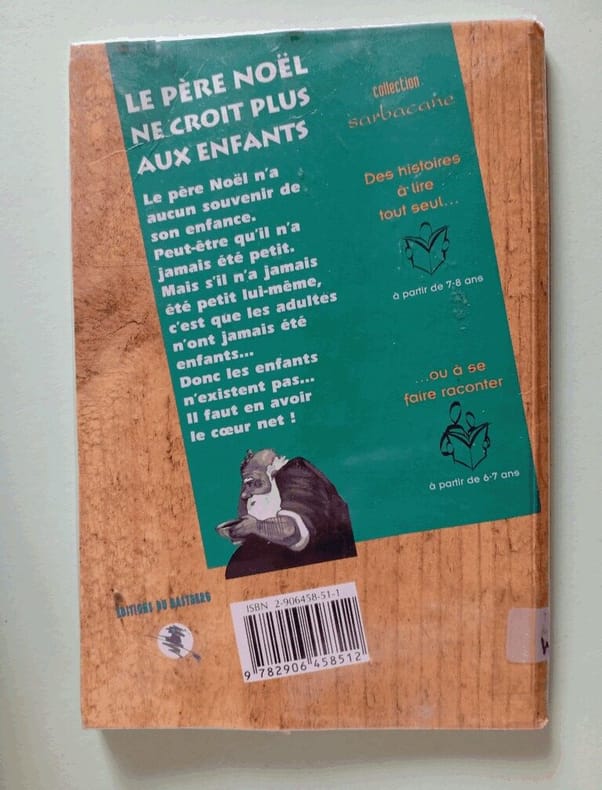 LE PÈRE NOËL
NE CROIT PLUS
AUX ENFANTS
Le père Noël n'a
aucun souvenir de
son enfance.
Peut-être qu'il n'a
jamais été petit.
Mais s'il n'a jamais
été petit lui-même,
c'est que les adultes
n'ont jamais été
enfants...
Donc les enfants
n'existent pas...
Il faut en avoir
le cœur net !
collection
sarbacane
Des histoires
à lire
tout seul...
à partir de 7-8 ans
...ou à se
faire raconter
à partir de 6-7 ans
EDITIONS DU BASTBERG
ISBN 2-906458-51-1
9 782906 458512